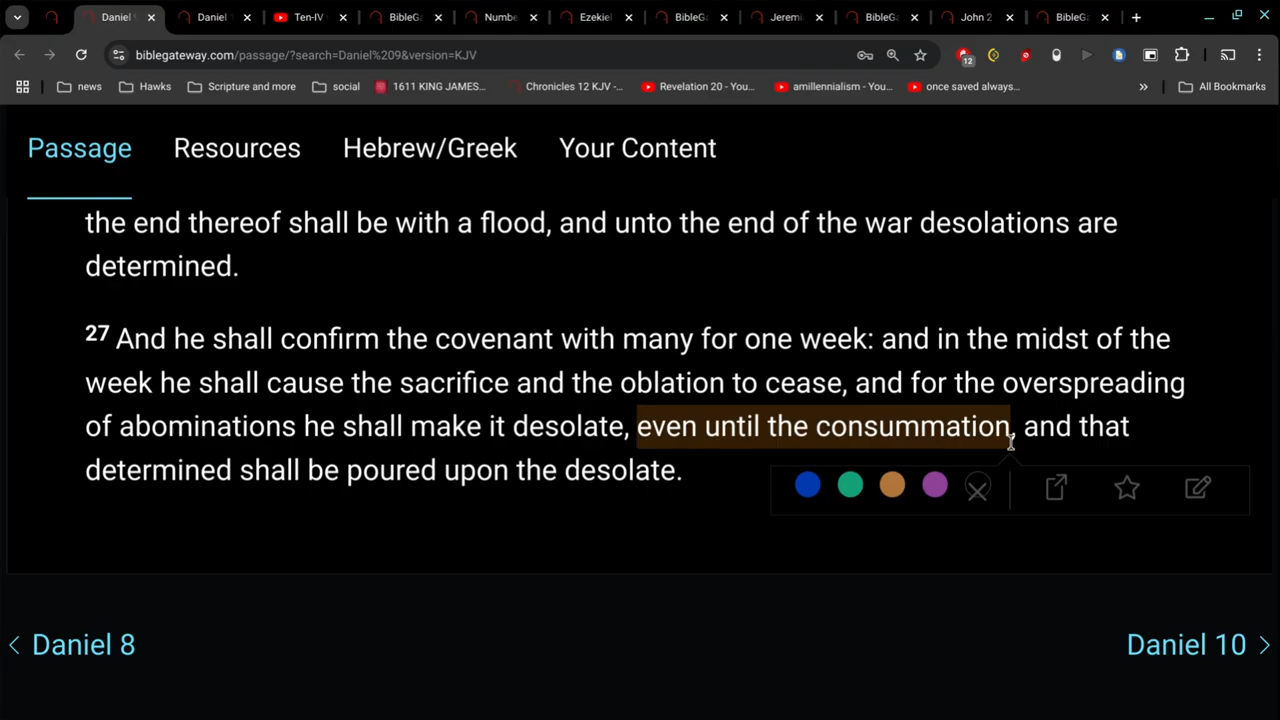 Daniel Daniel 1 Ten-IV BibleGa Numbe Ezekiel BibleG Jeremi BibleG John 2 BibleG
biblegateway.com/passage/?search=Daniel%209&version=KJV
12
news Hawks Scripture and more social 1611 KING JAMES... Chronicles 12 KJV -... Revelation 20 - You... amillennialism - You... once saved always... » All Bookmarks
Passage Resources Hebrew/Greek Your Content
the end thereof shall be with a flood, and unto the end of the war desolations are
determined.
27 And he shall confirm the covenant with many for one week: and in the midst of the
week he shall cause the sacrifice and the oblation to cease, and for the overspreading
of abominations he shall make it desolate, even until the consummation, and that
determined shall be poured upon the desolate.
Daniel 8 Daniel 10